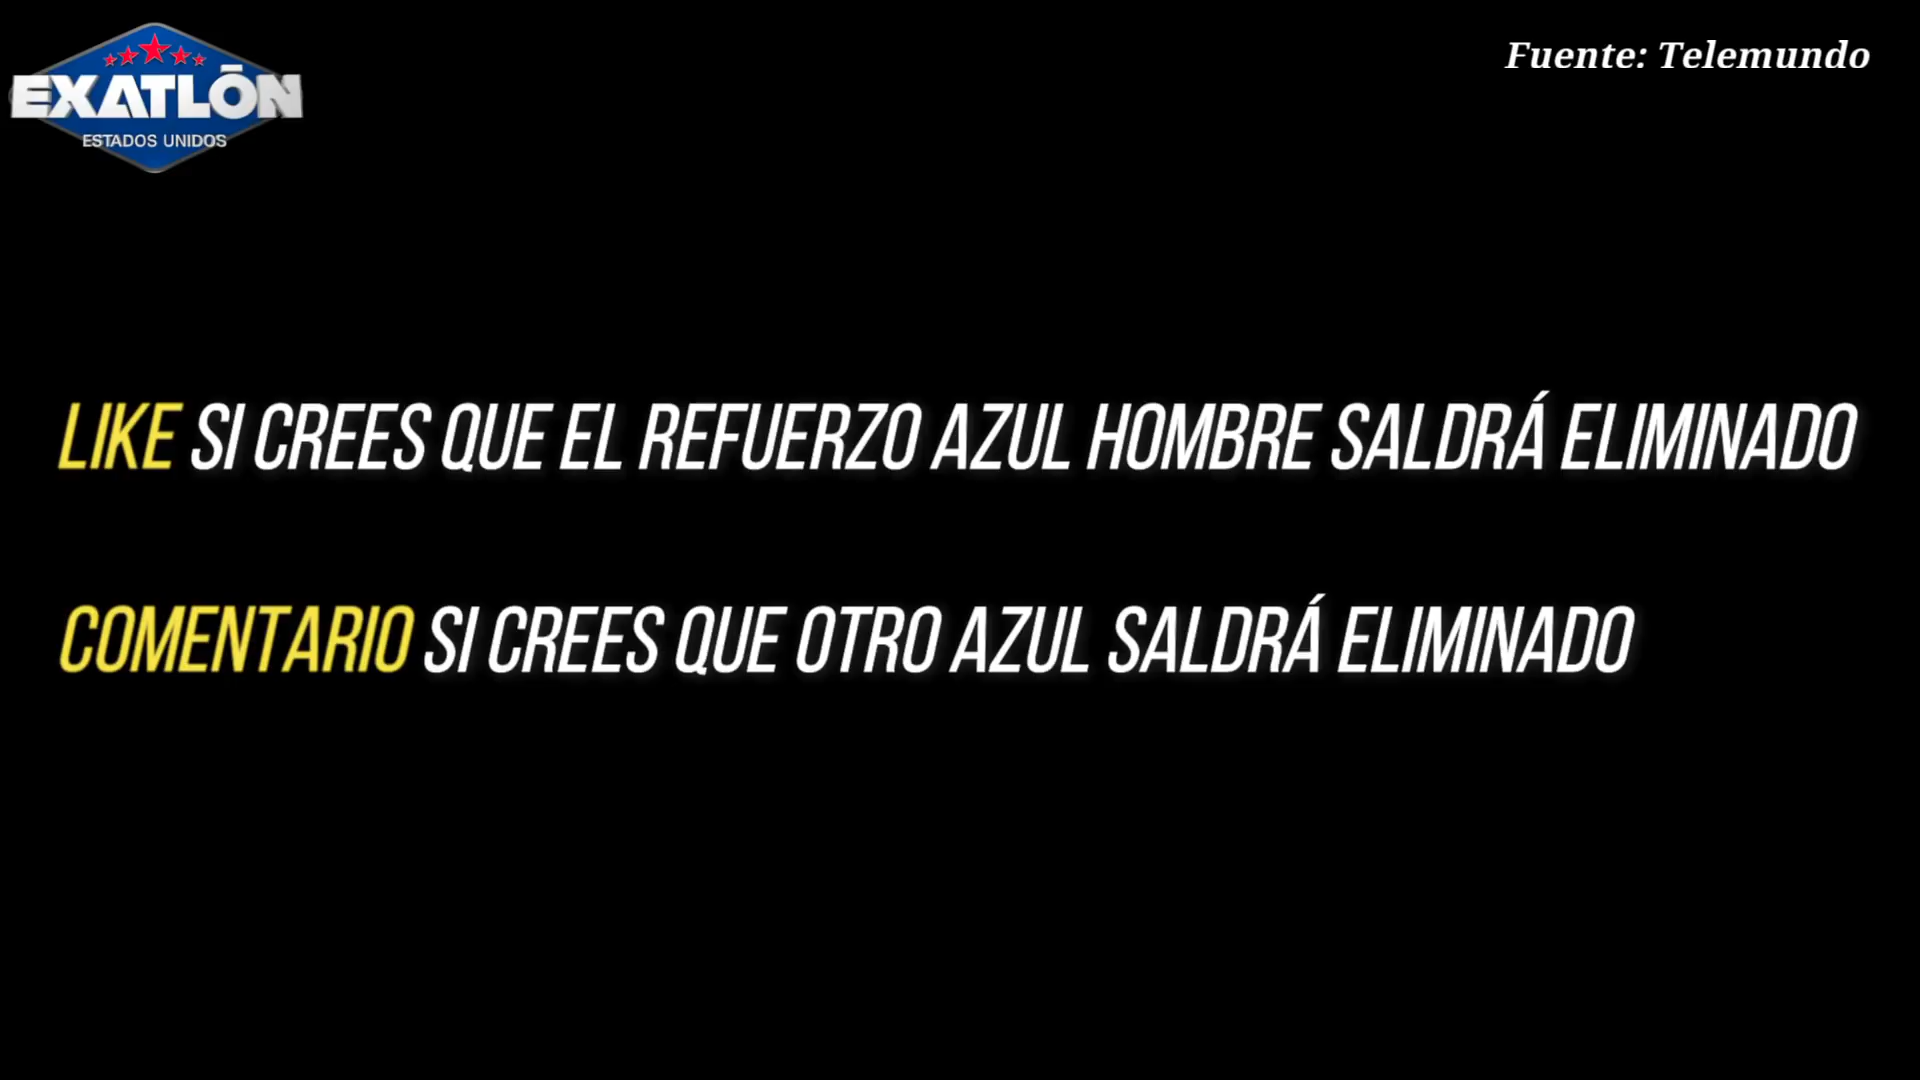 EXATLŌN
ESTADOS UNIDOS
Fuente: Telemundo
LIKE SI CREES QUE EL REFUERZO AZUL HOMBRE SALDRÁ ELIMINADO
COMENTARIO SI CREES QUE OTRO AZUL SALDRÁ ELIMINADO